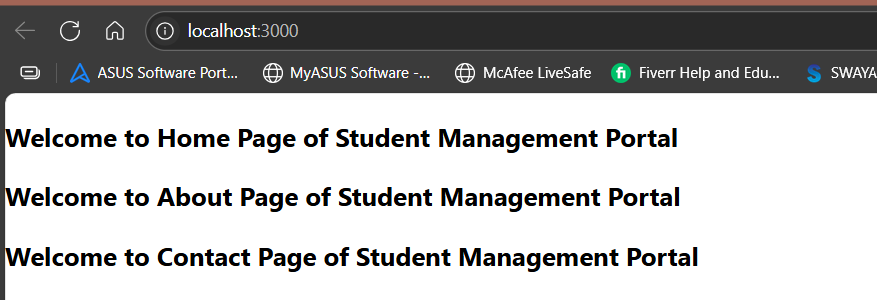 localhost:3000
ASUS Software Port... MyASUS Software -... McAfee LiveSafe Fiverr Help and Edu... SWAYA
Welcome to Home Page of Student Management Portal
Welcome to About Page of Student Management Portal
Welcome to Contact Page of Student Management Portal